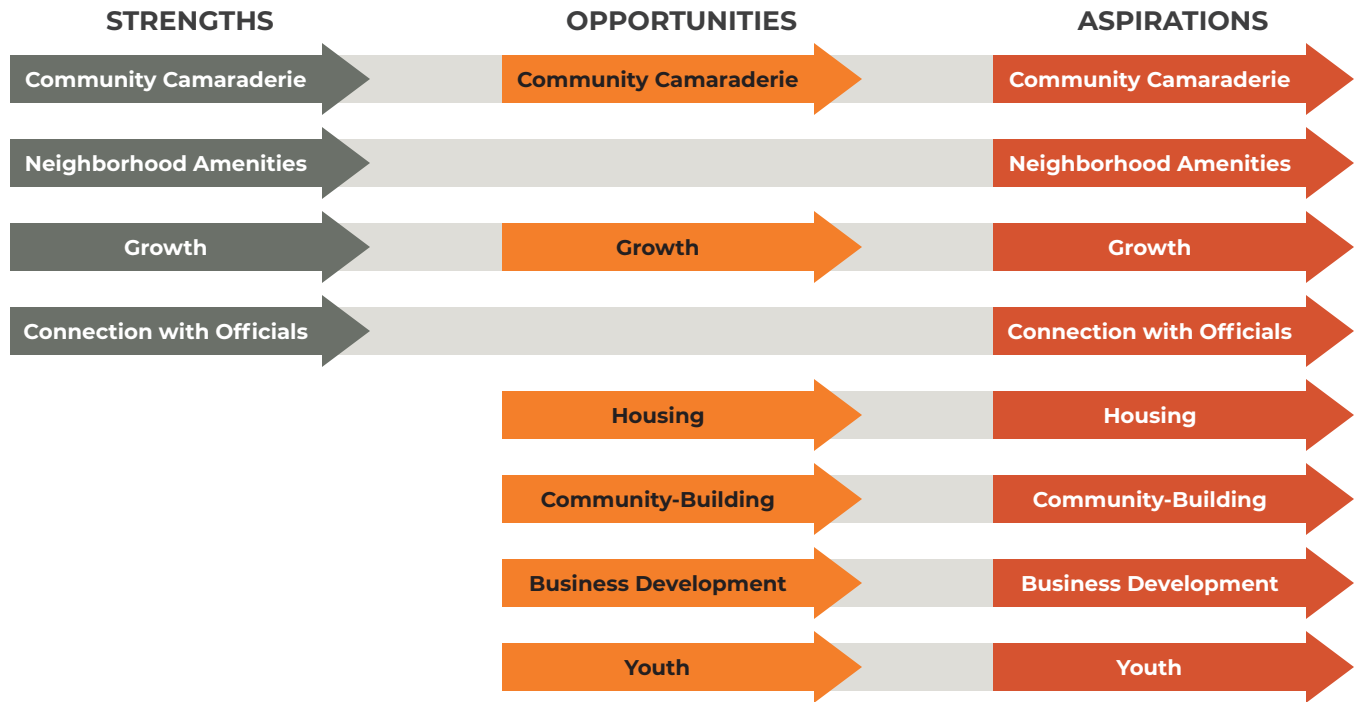 STRENGTHS OPPORTUNITIES ASPIRATIONS
Community Camaraderie Community Camaraderie Community Camaraderie
Neighborhood Amenities Neighborhood Amenities
Growth Growth Growth
Connection with Officials Connection with Officials
Housing Housing
Community-Building Community-Building
Business Development Business Development
Youth Youth